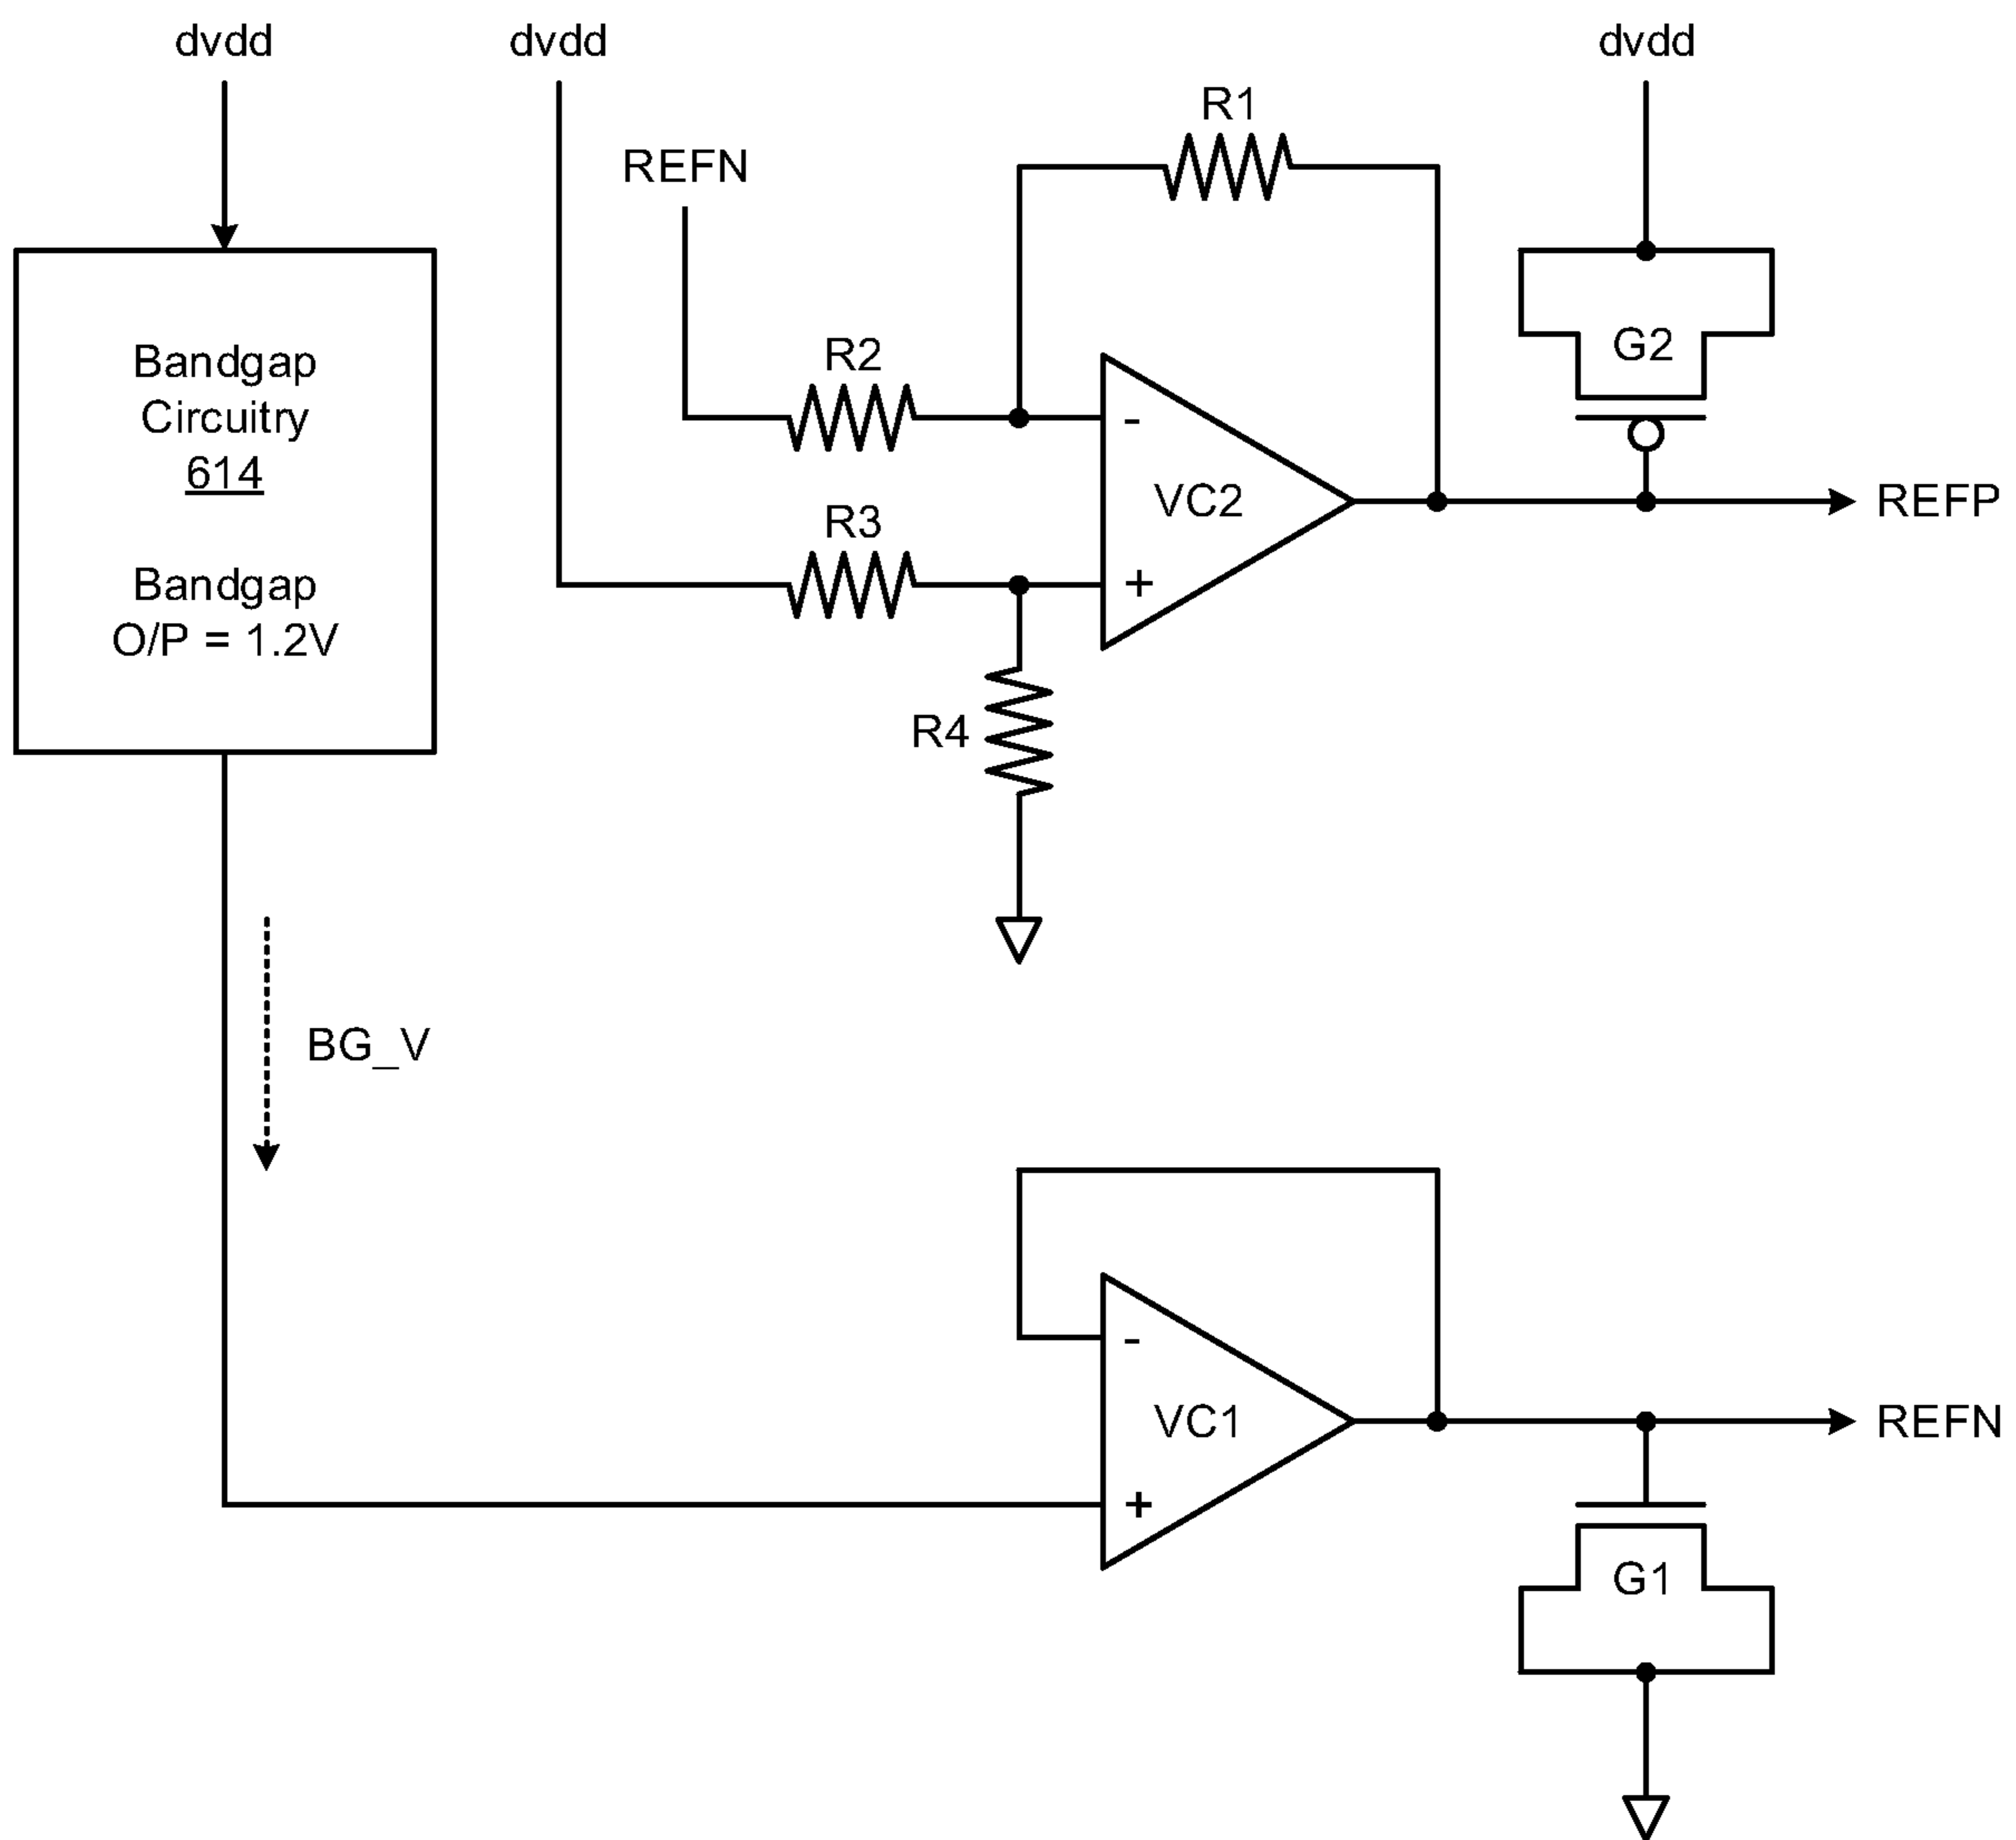 dvdd
dvdd
dvdd
R1
REFN
Bandgap
Circuitry
614
Bandgap
O/P = 1.2V
R2
-
VC2
R3
+
R4
G2
REFP
BG_V
-
VC1
+
REFN
G1